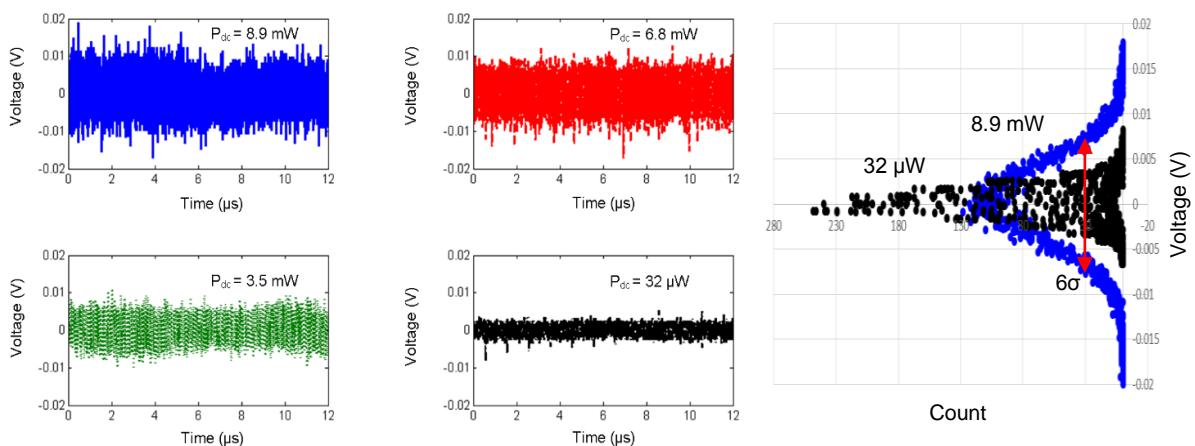 0.02
0.01
0
-0.01
-0.02
Voltage (V)
P_dc = 8.9 mW
0 2 4 6 8 10 12
Time (µs)
0.02
0.01
0
-0.01
-0.02
Voltage (V)
P_dc = 6.8 mW
0 2 4 6 8 10 12
Time (µs)
0.02
0.01
0
-0.01
-0.02
Voltage (V)
P_dc = 3.5 mW
0 2 4 6 8 10 12
Time (µs)
0.02
0.01
0
-0.01
-0.02
Voltage (V)
P_dc = 32 µW
0 2 4 6 8 10 12
Time (µs)
0.02
0.015
0.01
8.9 mW
0.005
32 µW
0
280 230 180 150 -20
-0.005
6σ
-0.01
-0.015
-0.02
Voltage (V)
Count